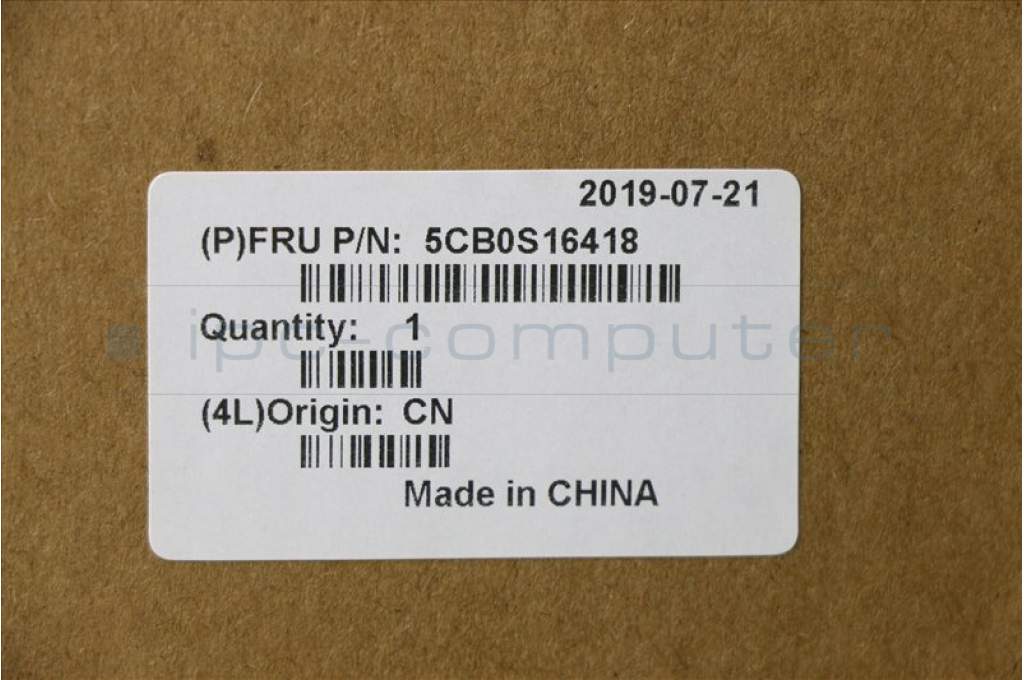 2019-07-21
(P)FRU P/N: 5CB0S16418
Quantity: 1
ipc-computer
(4L)Origin: CN
Made in CHINA